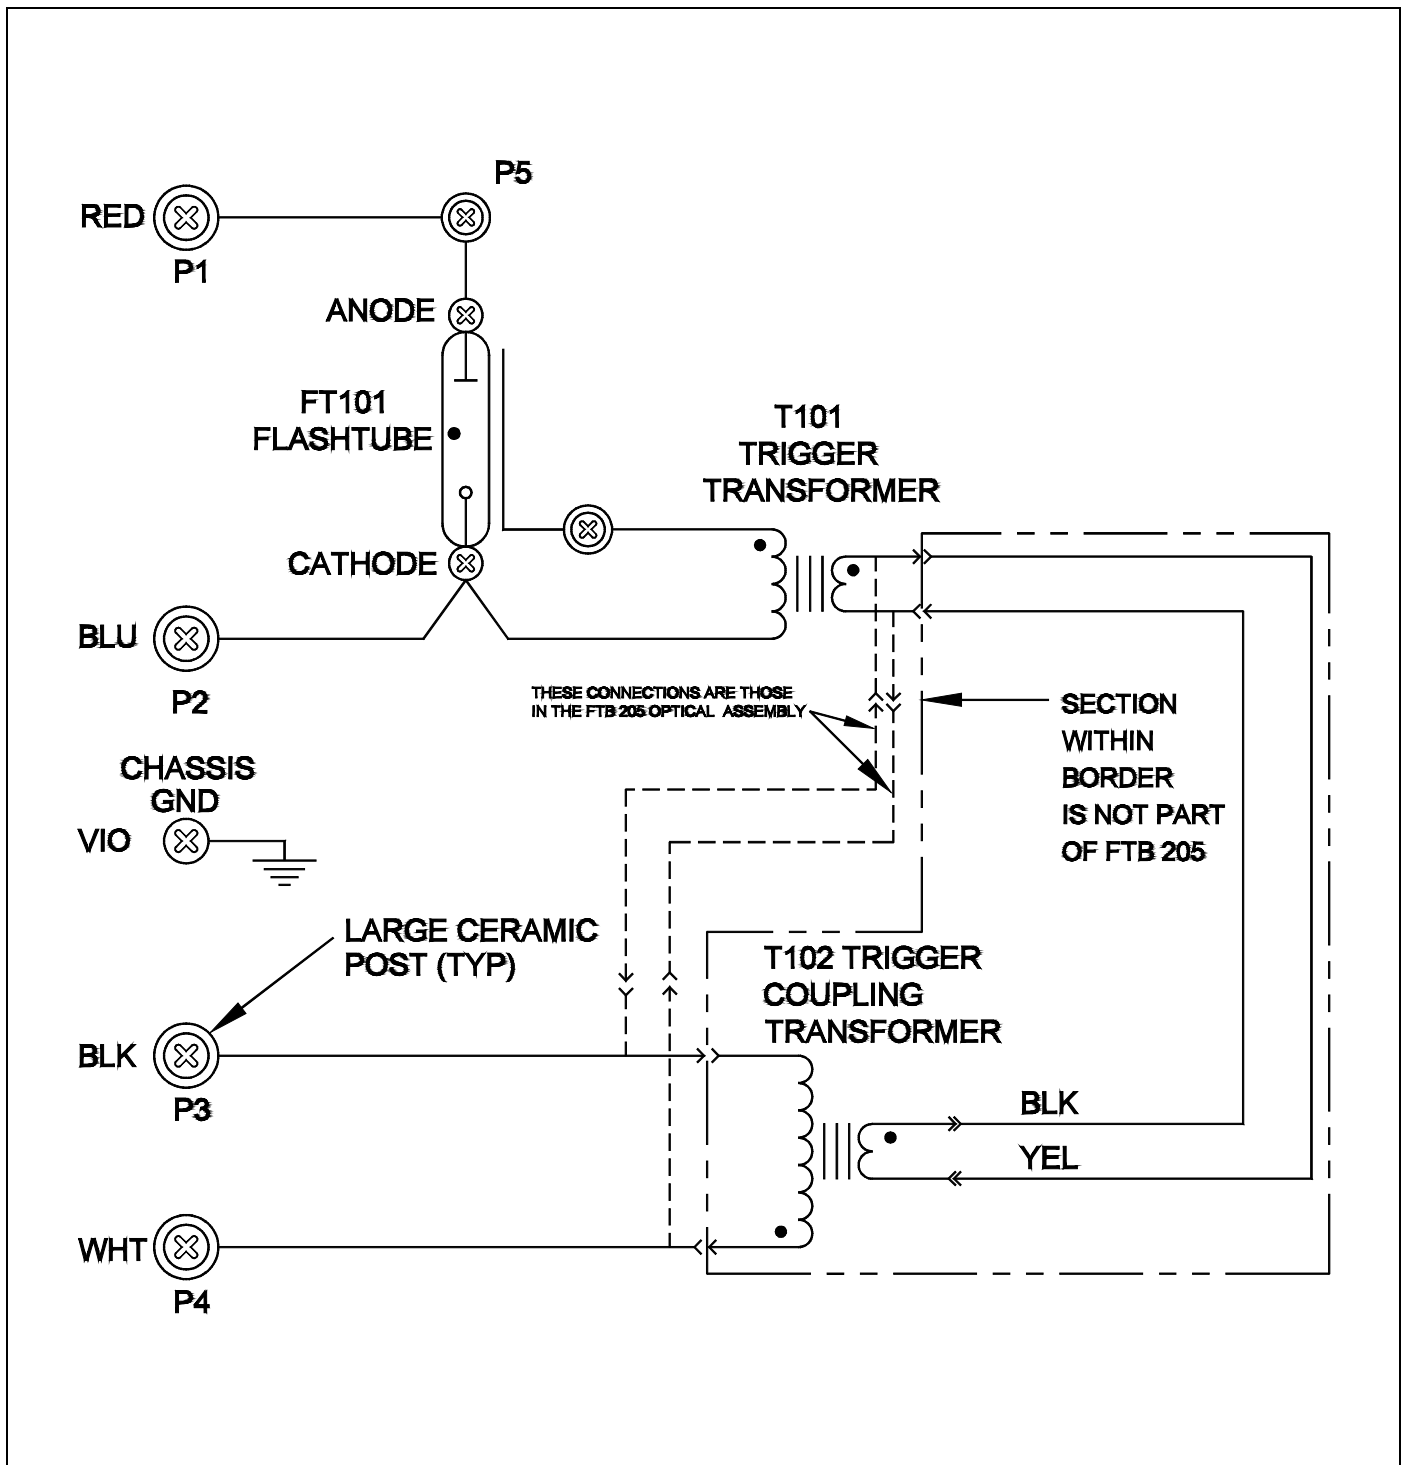 P5
RED
P1
ANODE
FT101
FLASHTUBE
T101
TRIGGER
TRANSFORMER
CATHODE
BLU
P2
THESE CONNECTIONS ARE THOSE
IN THE FTB 205 OPTICAL ASSEMBLY
SECTION
WITHIN
BORDER
IS NOT PART
OF FTB 205
CHASSIS
GND
VIO
LARGE CERAMIC
POST (TYP)
T102 TRIGGER
COUPLING
TRANSFORMER
BLK
P3
BLK
YEL
WHT
P4